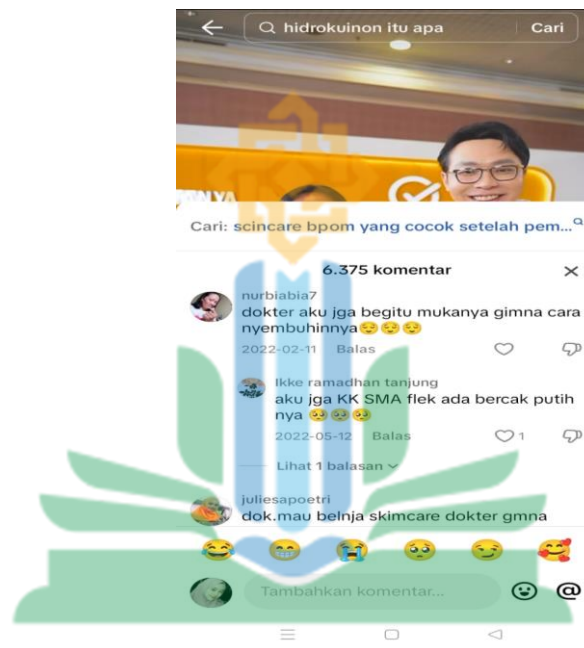 hidrokuinon itu apa Cari
NYA
Cari: scincare bpom yang cocok setelah pem...
6.375 komentar
nurbiabia7
dokter aku jga begitu mukanya gimna cara
nyembuhinnya😌😌😌
2022-02-11 Balas
Ikke ramadhan tanjung
aku jga KK SMA flek ada bercak putih
nya 🥺🥺🥺
2022-05-12 Balas 1
Lihat 1 balasan
juliesapoetri
dok.mau belnja skimcare dokter gmna
Tambahkan komentar...